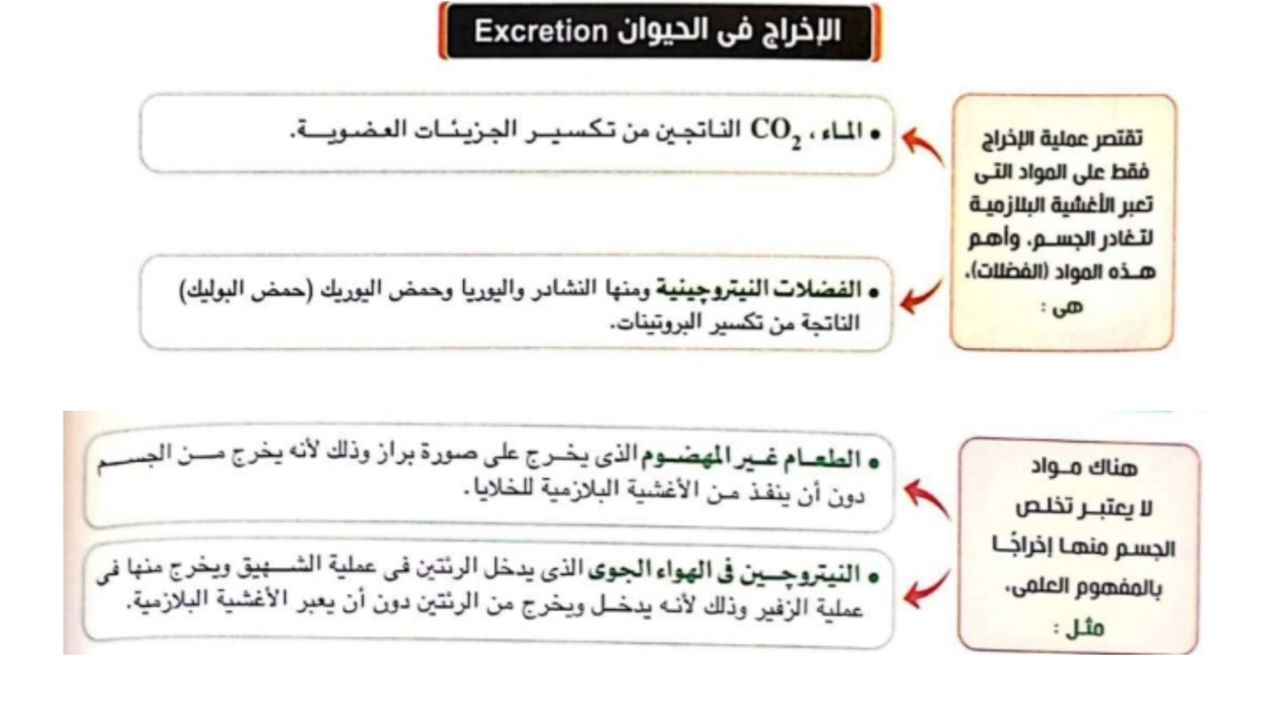 الإخراج فى الحيوان Excretion
تقتصر عملية الإخراج
فقط على المواد التى
تعبر الأغشية البلازمية
لتغادر الجسم، وأهم
هذه المواد (الفضلات)،
هى :
• الماء ، CO₂ الناتجين من تكسير الجزيئات العضوية.
• الفضلات النيتروچينية ومنها النشادر واليوريا وحمض اليوريك (حمض البوليك)
الناتجة من تكسير البروتينات.
هناك مواد
لا يعتبر تخلص
الجسم منها إخراجًا
بالمفهوم العلمى،
مثل :
• الطعام غير المهضوم الذى يخرج على صورة براز وذلك لأنه يخرج من الجسم
دون أن ينفذ من الأغشية البلازمية للخلايا.
• النيتروچين فى الهواء الجوى الذى يدخل الرئتين فى عملية الشهيق ويخرج منها فى
عملية الزفير وذلك لأنه يدخل ويخرج من الرئتين دون أن يعبر الأغشية البلازمية.